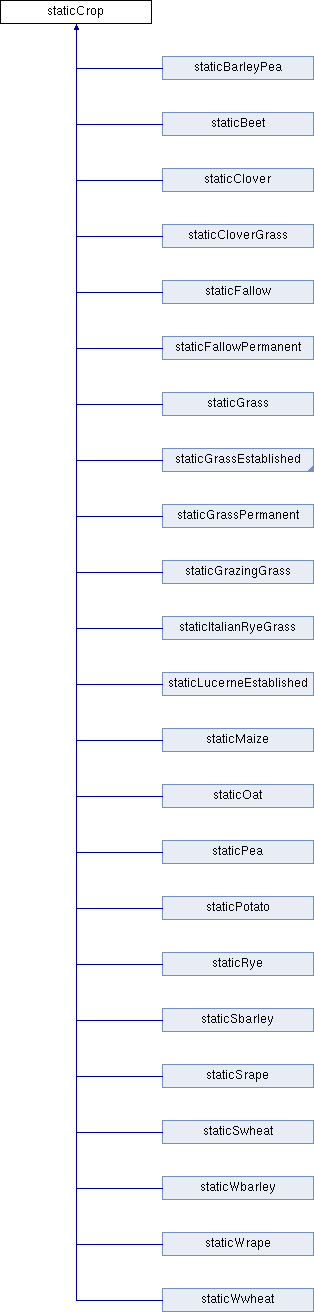 staticCrop
staticBarleyPea
staticBeet
staticClover
staticCloverGrass
staticFallow
staticFallowPermanent
staticGrass
staticGrassEstablished
staticGrassPermanent
staticGrazingGrass
staticItalianRyeGrass
staticLucerneEstablished
staticMaize
staticOat
staticPea
staticPotato
staticRye
staticSbarley
staticSrape
staticSwheat
staticWbarley
staticWrape
staticWwheat